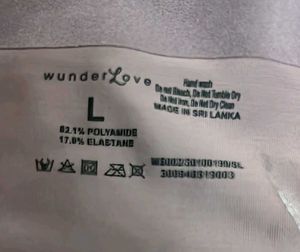 wunderLove
L
82.1% POLYAMIDE
17.9% ELASTANE
Hand wash
Do not Bleach, Do Not Tumble Dry
Do Not Iron, Do Not Dry Clean
MADE IN SRI LANKA